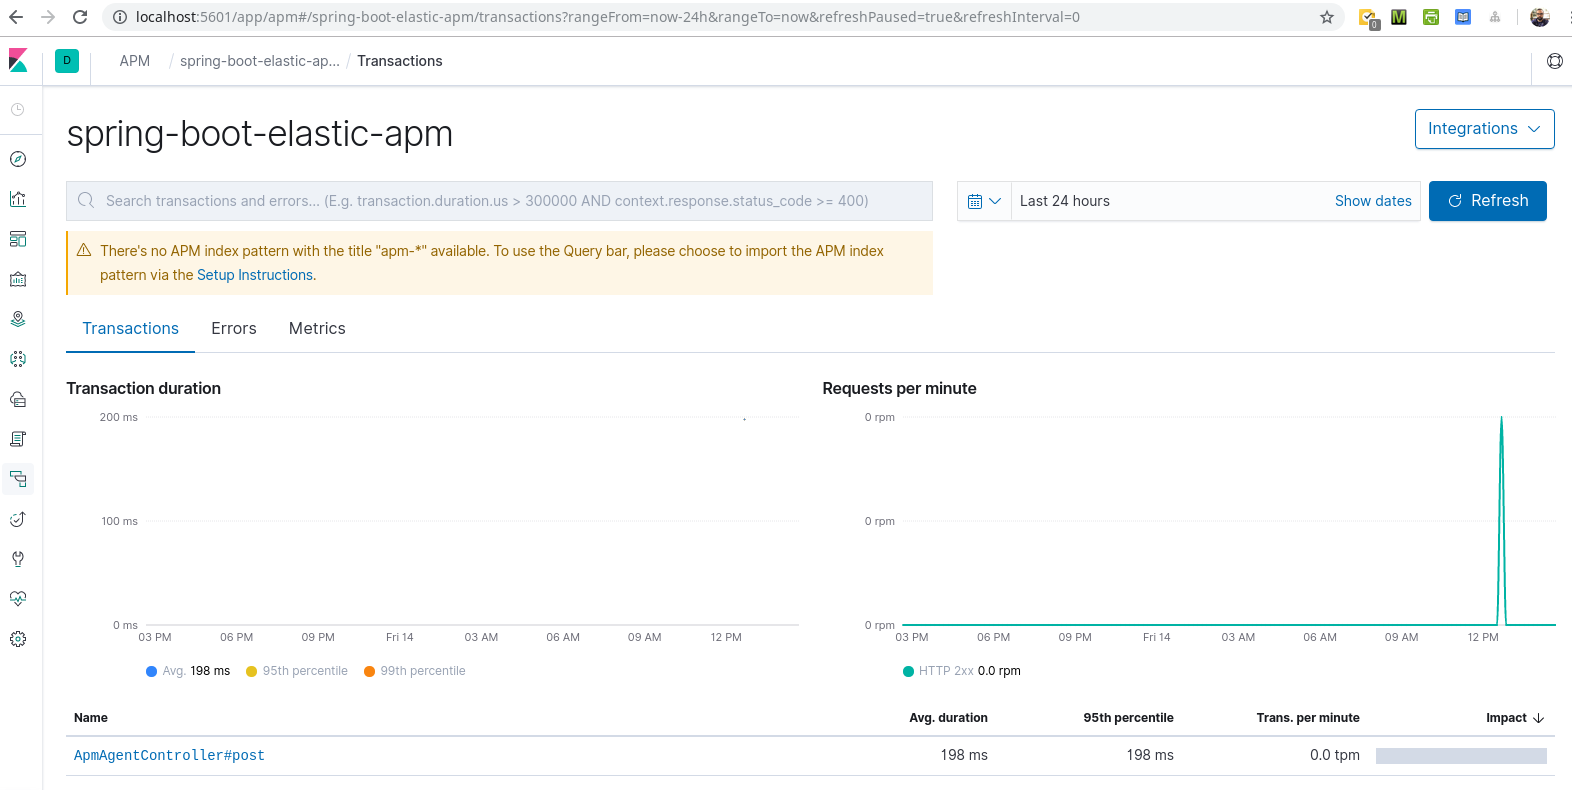 localhost:5601/app/apm#/spring-boot-elastic-apm/transactions?rangeFrom=now-24h&rangeTo=now&refreshPaused=true&refreshInterval=0
0
M
D
APM / spring-boot-elastic-ap... / Transactions
spring-boot-elastic-apm
Integrations
Search transactions and errors... (E.g. transaction.duration.us > 300000 AND context.response.status_code >= 400)
Last 24 hours
Show dates
Refresh
There's no APM index pattern with the title "apm-*" available. To use the Query bar, please choose to import the APM index
pattern via the Setup Instructions.
Transactions Errors Metrics
Transaction duration
200 ms
100 ms
0 ms
03 PM 06 PM 09 PM Fri 14 03 AM 06 AM 09 AM 12 PM
Avg. 198 ms 95th percentile 99th percentile
Requests per minute
0 rpm
0 rpm
0 rpm
03 PM 06 PM 09 PM Fri 14 03 AM 06 AM 09 AM 12 PM
HTTP 2xx 0.0 rpm
Name Avg. duration 95th percentile Trans. per minute Impact
ApmAgentController#post 198 ms 198 ms 0.0 tpm